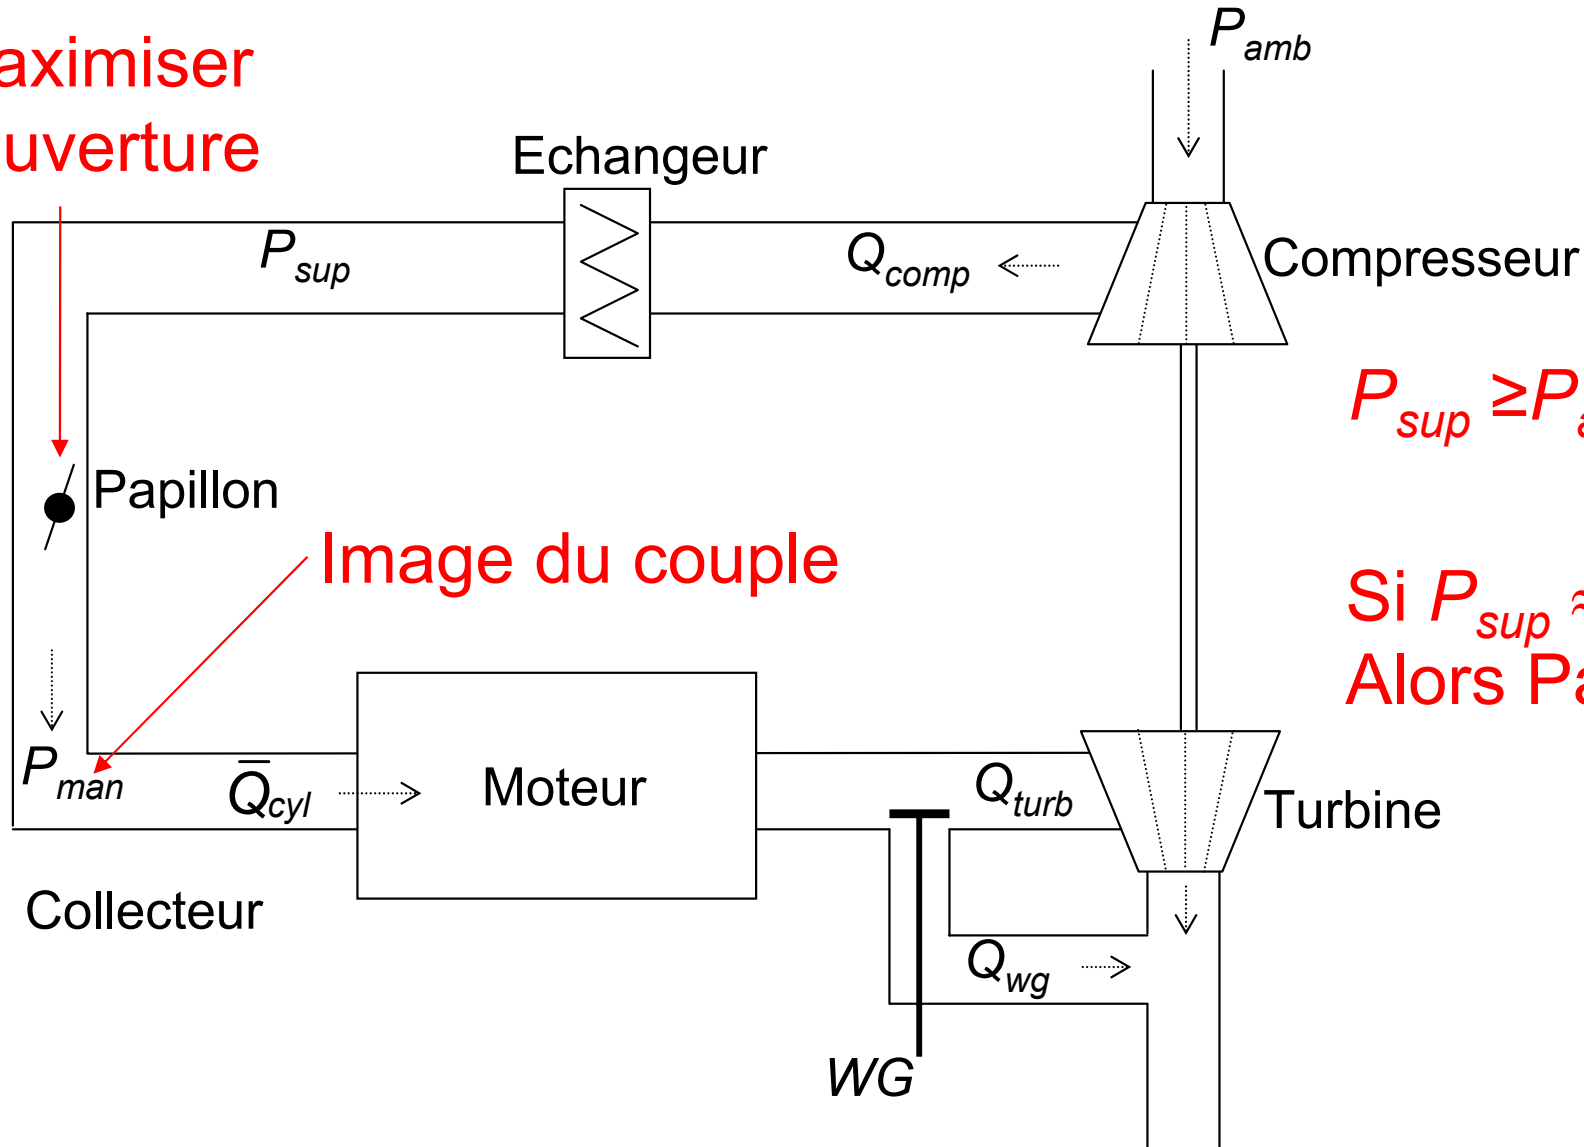 aximiser
uverture
P_amb
Echangeur
P_sup
Q_comp
Compresseur
P_sup ≥P_a
Papillon
Image du couple
Si P_sup ≈
Alors Pa
P_man
Q̅_cyl
Moteur
Q_turb
Turbine
Collecteur
Q_wg
WG